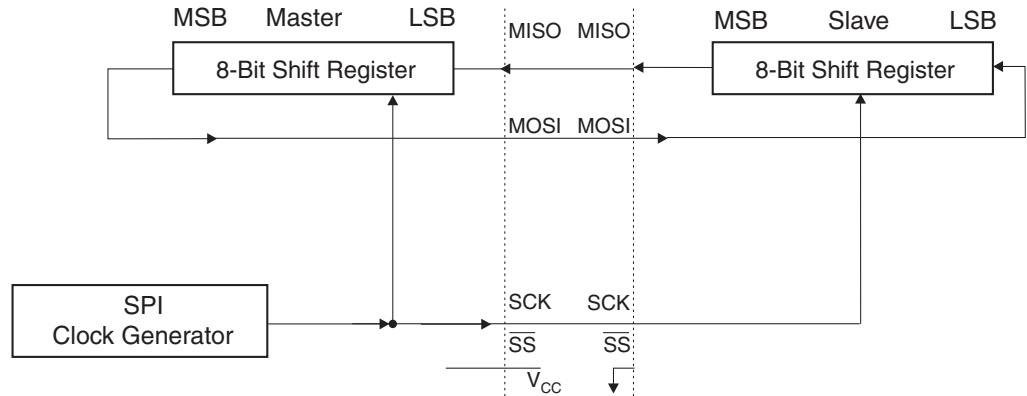 MSB Master LSB
MISO MISO
MSB Slave LSB
8-Bit Shift Register
8-Bit Shift Register
MOSI MOSI
SPI
Clock Generator
SCK SCK
SS SS
VCC